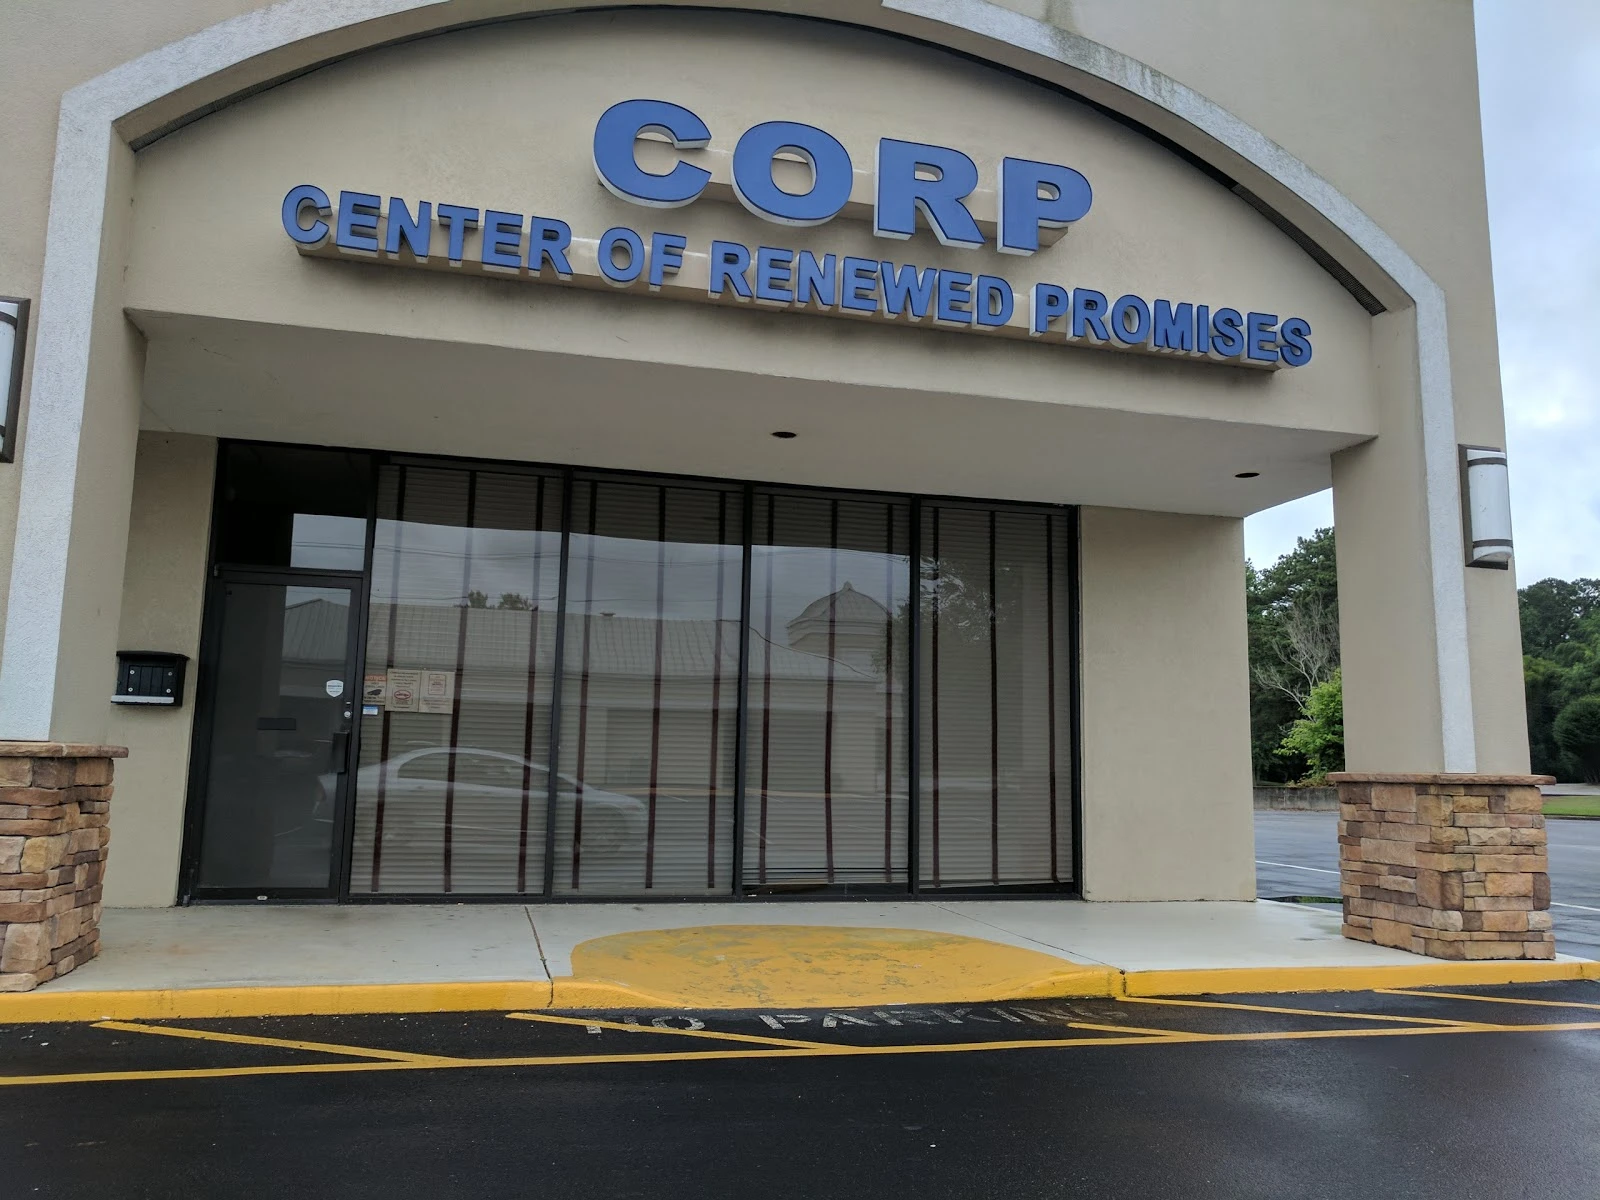 CORP
CENTER OF RENEWED PROMISES
NO PARKING